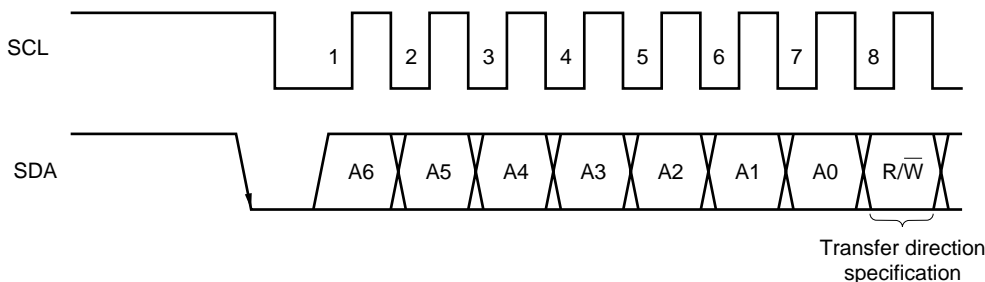 SCL
1 2 3 4 5 6 7 8
SDA
A6 A5 A4 A3 A2 A1 A0 R/W̅
Transfer direction
specification